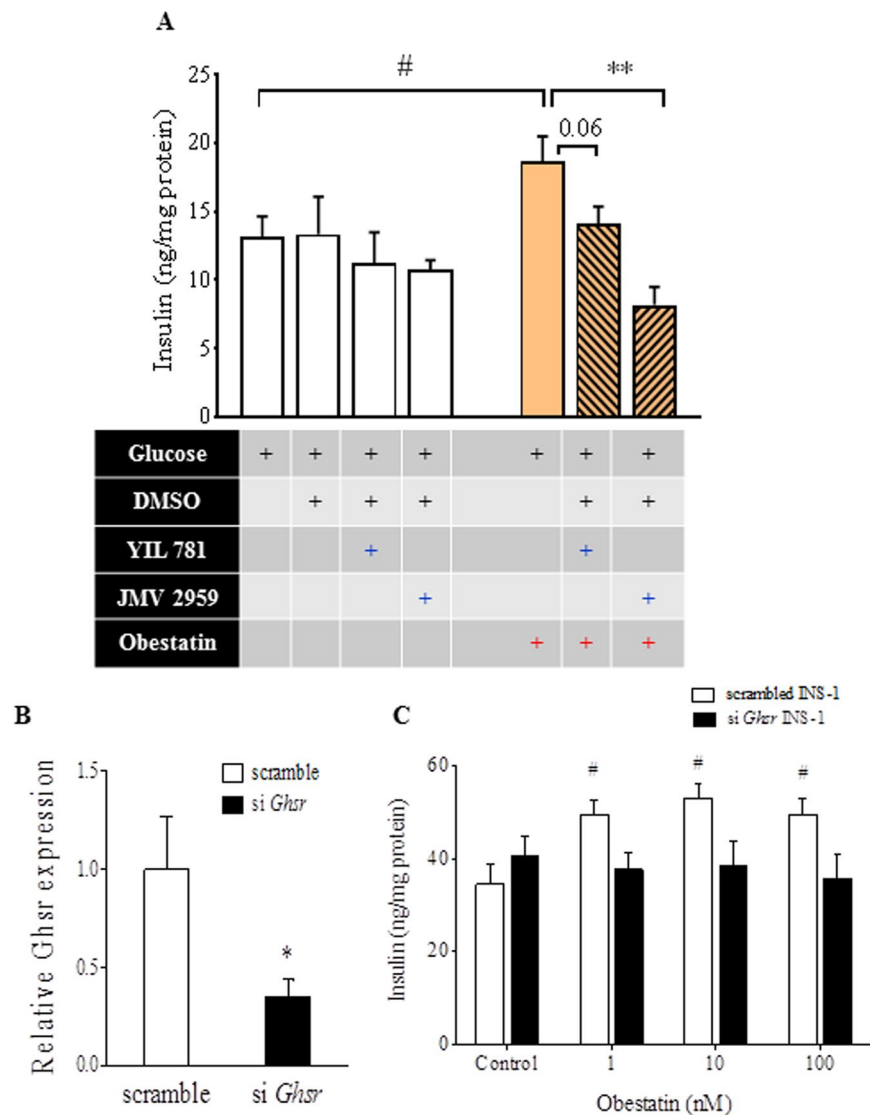 A
#
**
0.06
25
20
15
10
5
0
Insulin (ng/mg protein)
Glucose + + + + + + +
DMSO + + + + +
YIL 781 + +
JMV 2959 + +
Obestatin + + +
B
scramble
si Ghsr
1.5
1.0
0.5
0.0
Relative Ghsr expression
*
scramble si Ghsr
C
scrambled INS-1
si Ghsr INS-1
60
40
20
0
Insulin (ng/mg protein)
# # #
Control 1 10 100
Obestatin (nM)